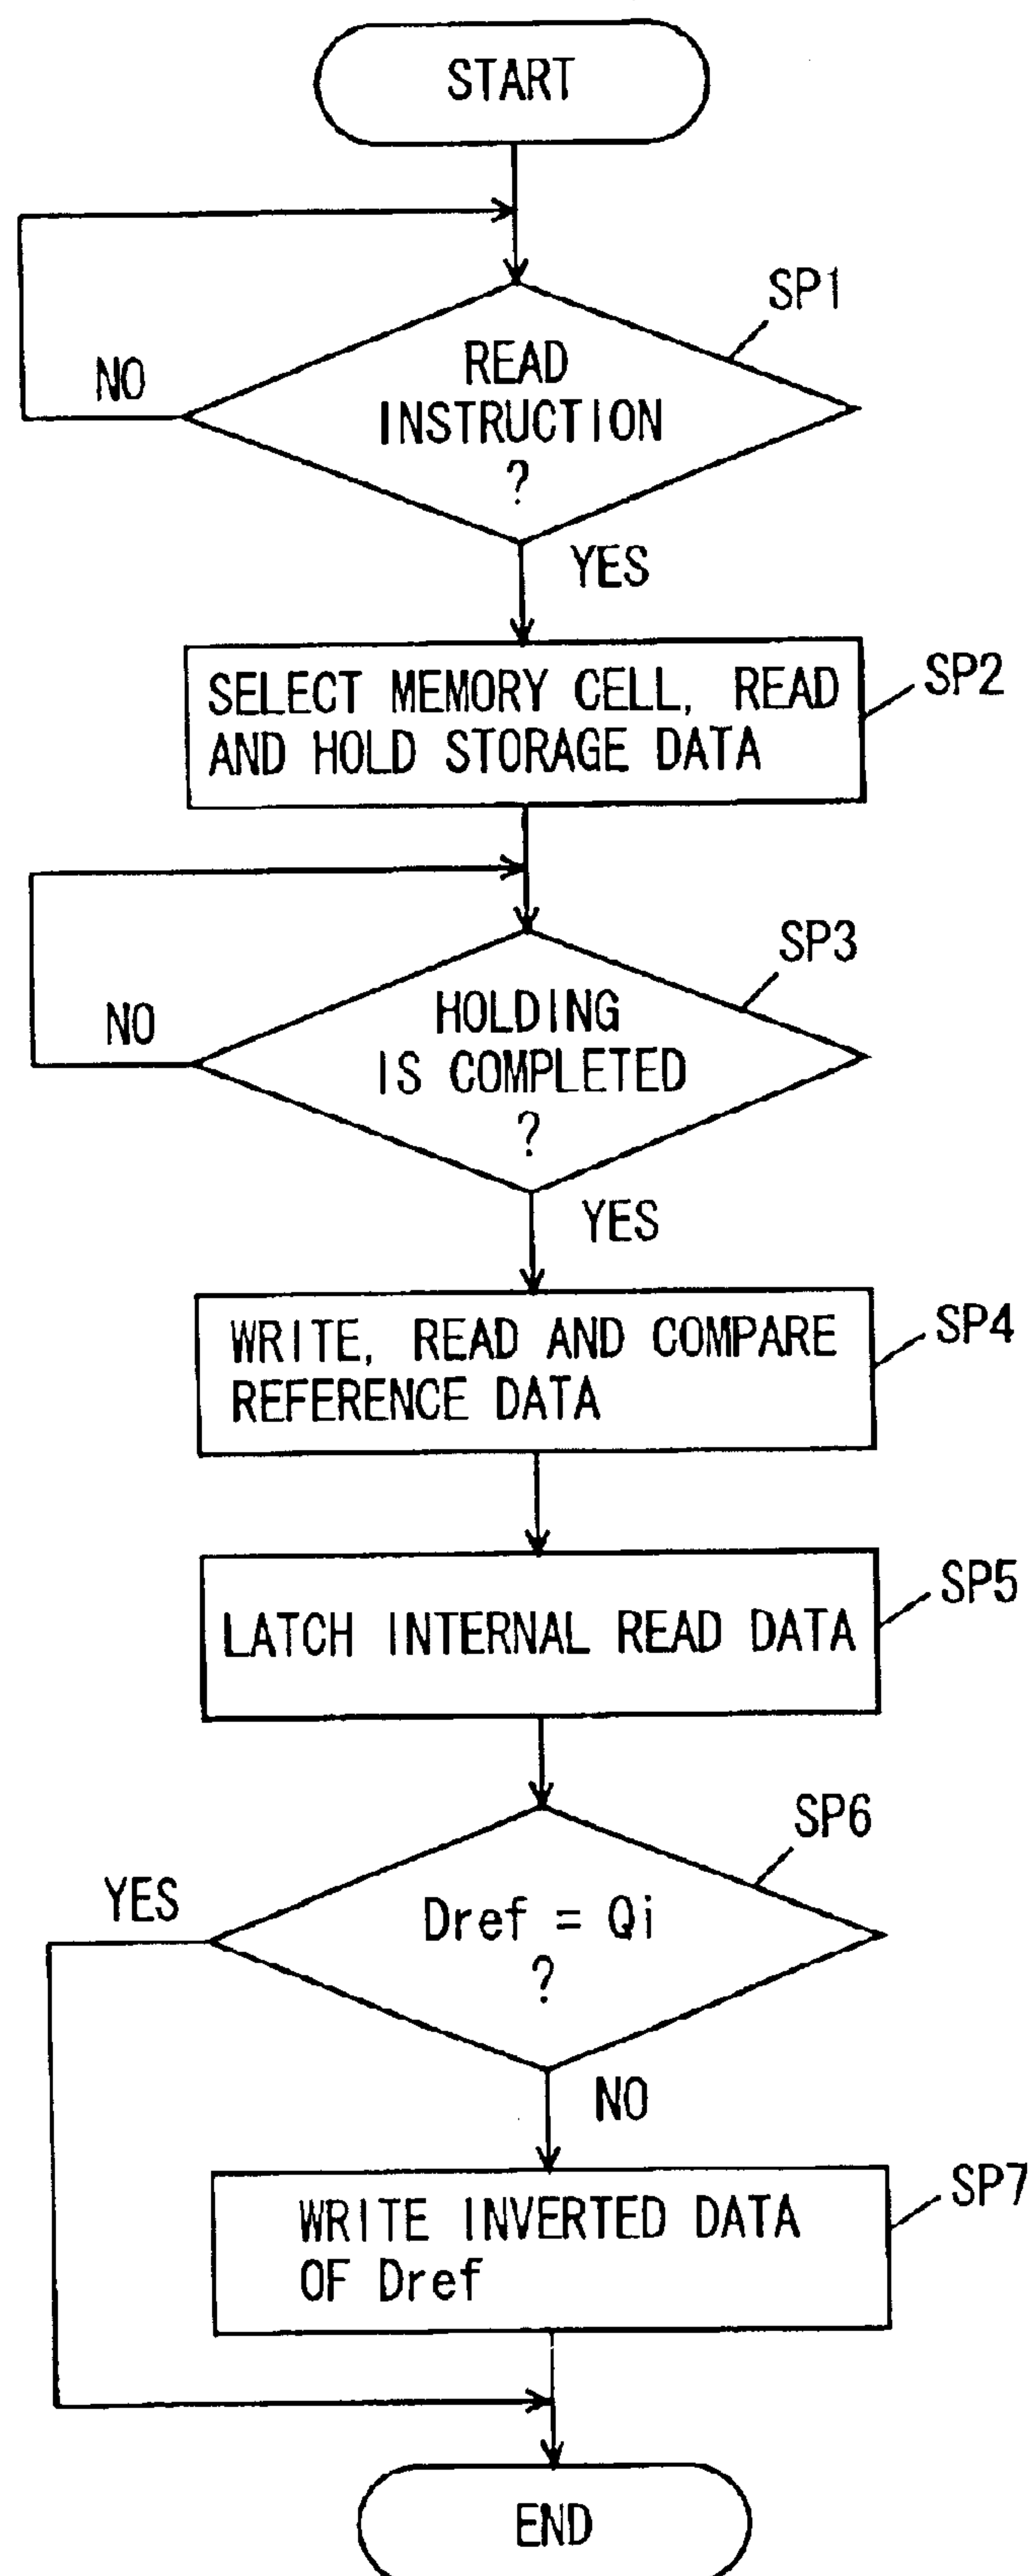 START
SP1
NO
READ
INSTRUCTION
?
YES
SP2
SELECT MEMORY CELL, READ
AND HOLD STORAGE DATA
SP3
NO
HOLDING
IS COMPLETED
?
YES
SP4
WRITE, READ AND COMPARE
REFERENCE DATA
SP5
LATCH INTERNAL READ DATA
SP6
YES
Dref = Qi
?
NO
SP7
WRITE INVERTED DATA
OF Dref
END